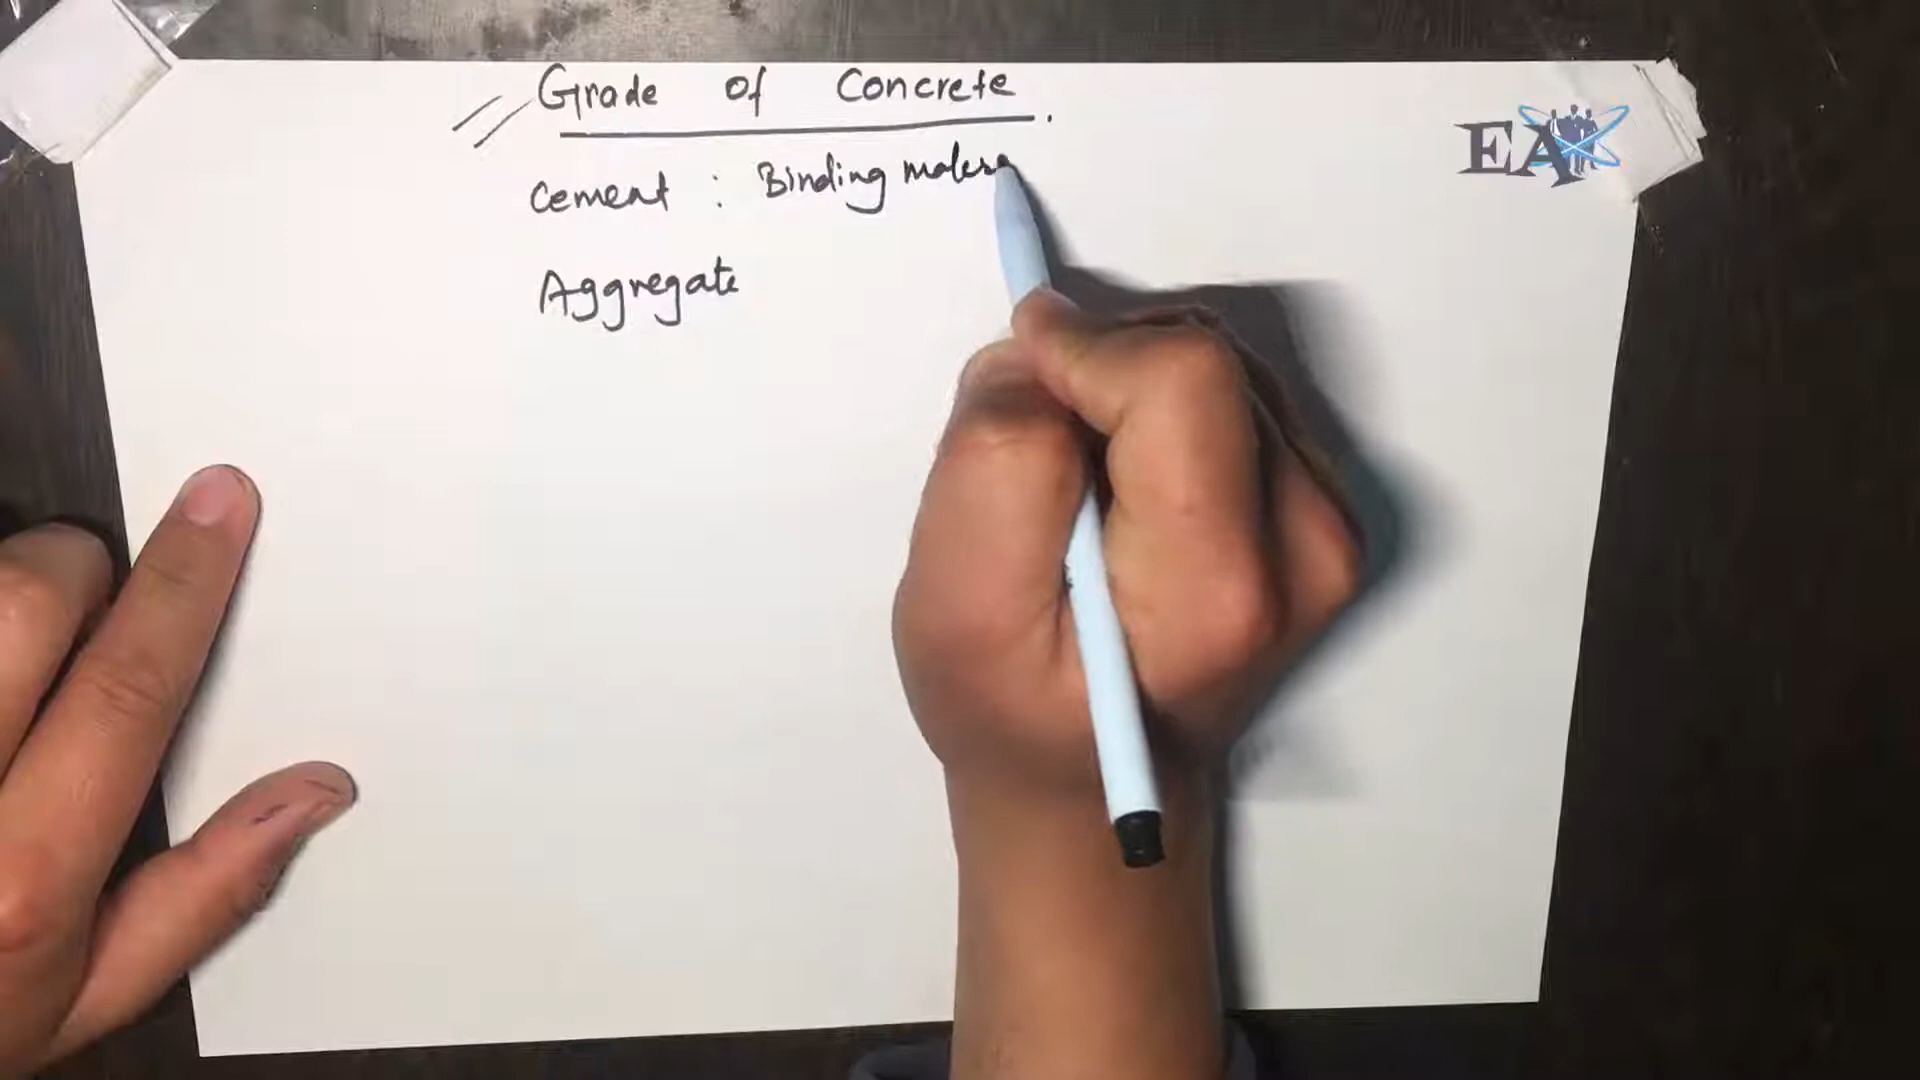 Grade of Concrete.
EA
Cement : Binding
Aggregate